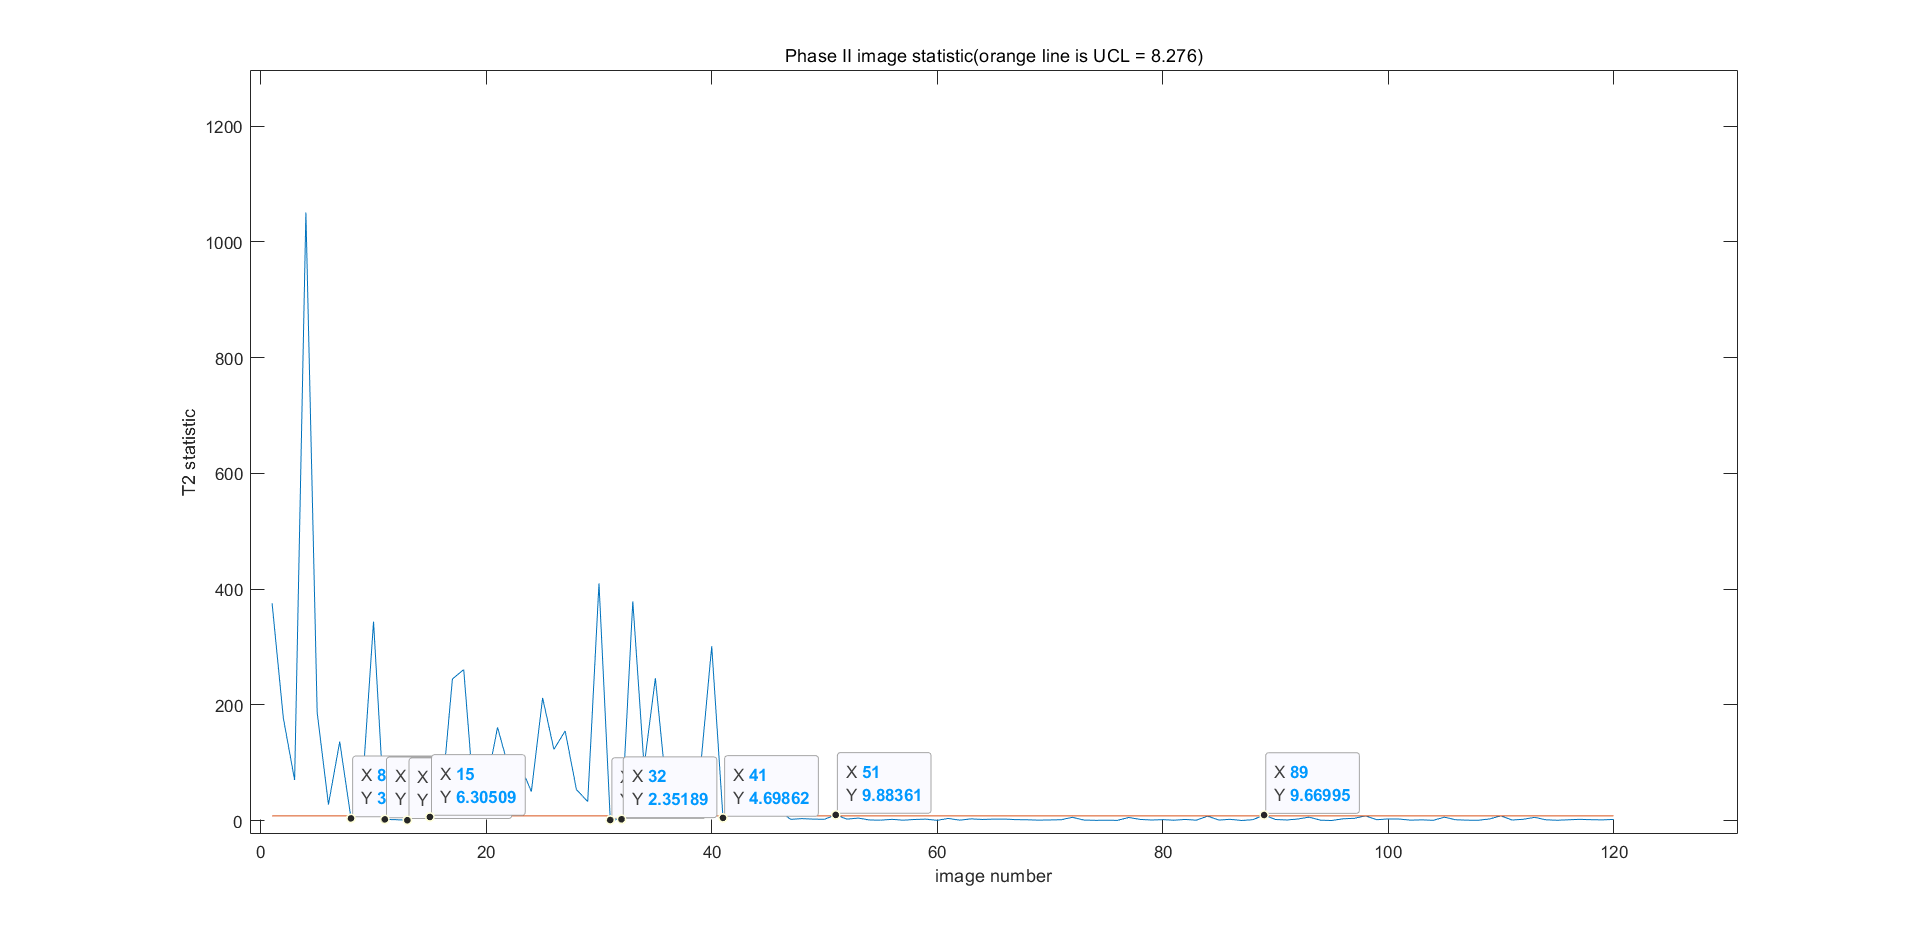 Phase II image statistic(orange line is UCL = 8.276)
1200
1000
800
600
400
200
0
T2 statistic
X 8
Y 3
X
Y
X
Y
X 15
Y 6.30509
X 32
Y 2.35189
X 41
Y 4.69862
X 51
Y 9.88361
X 89
Y 9.66995
0 20 40 60 80 100 120
image number